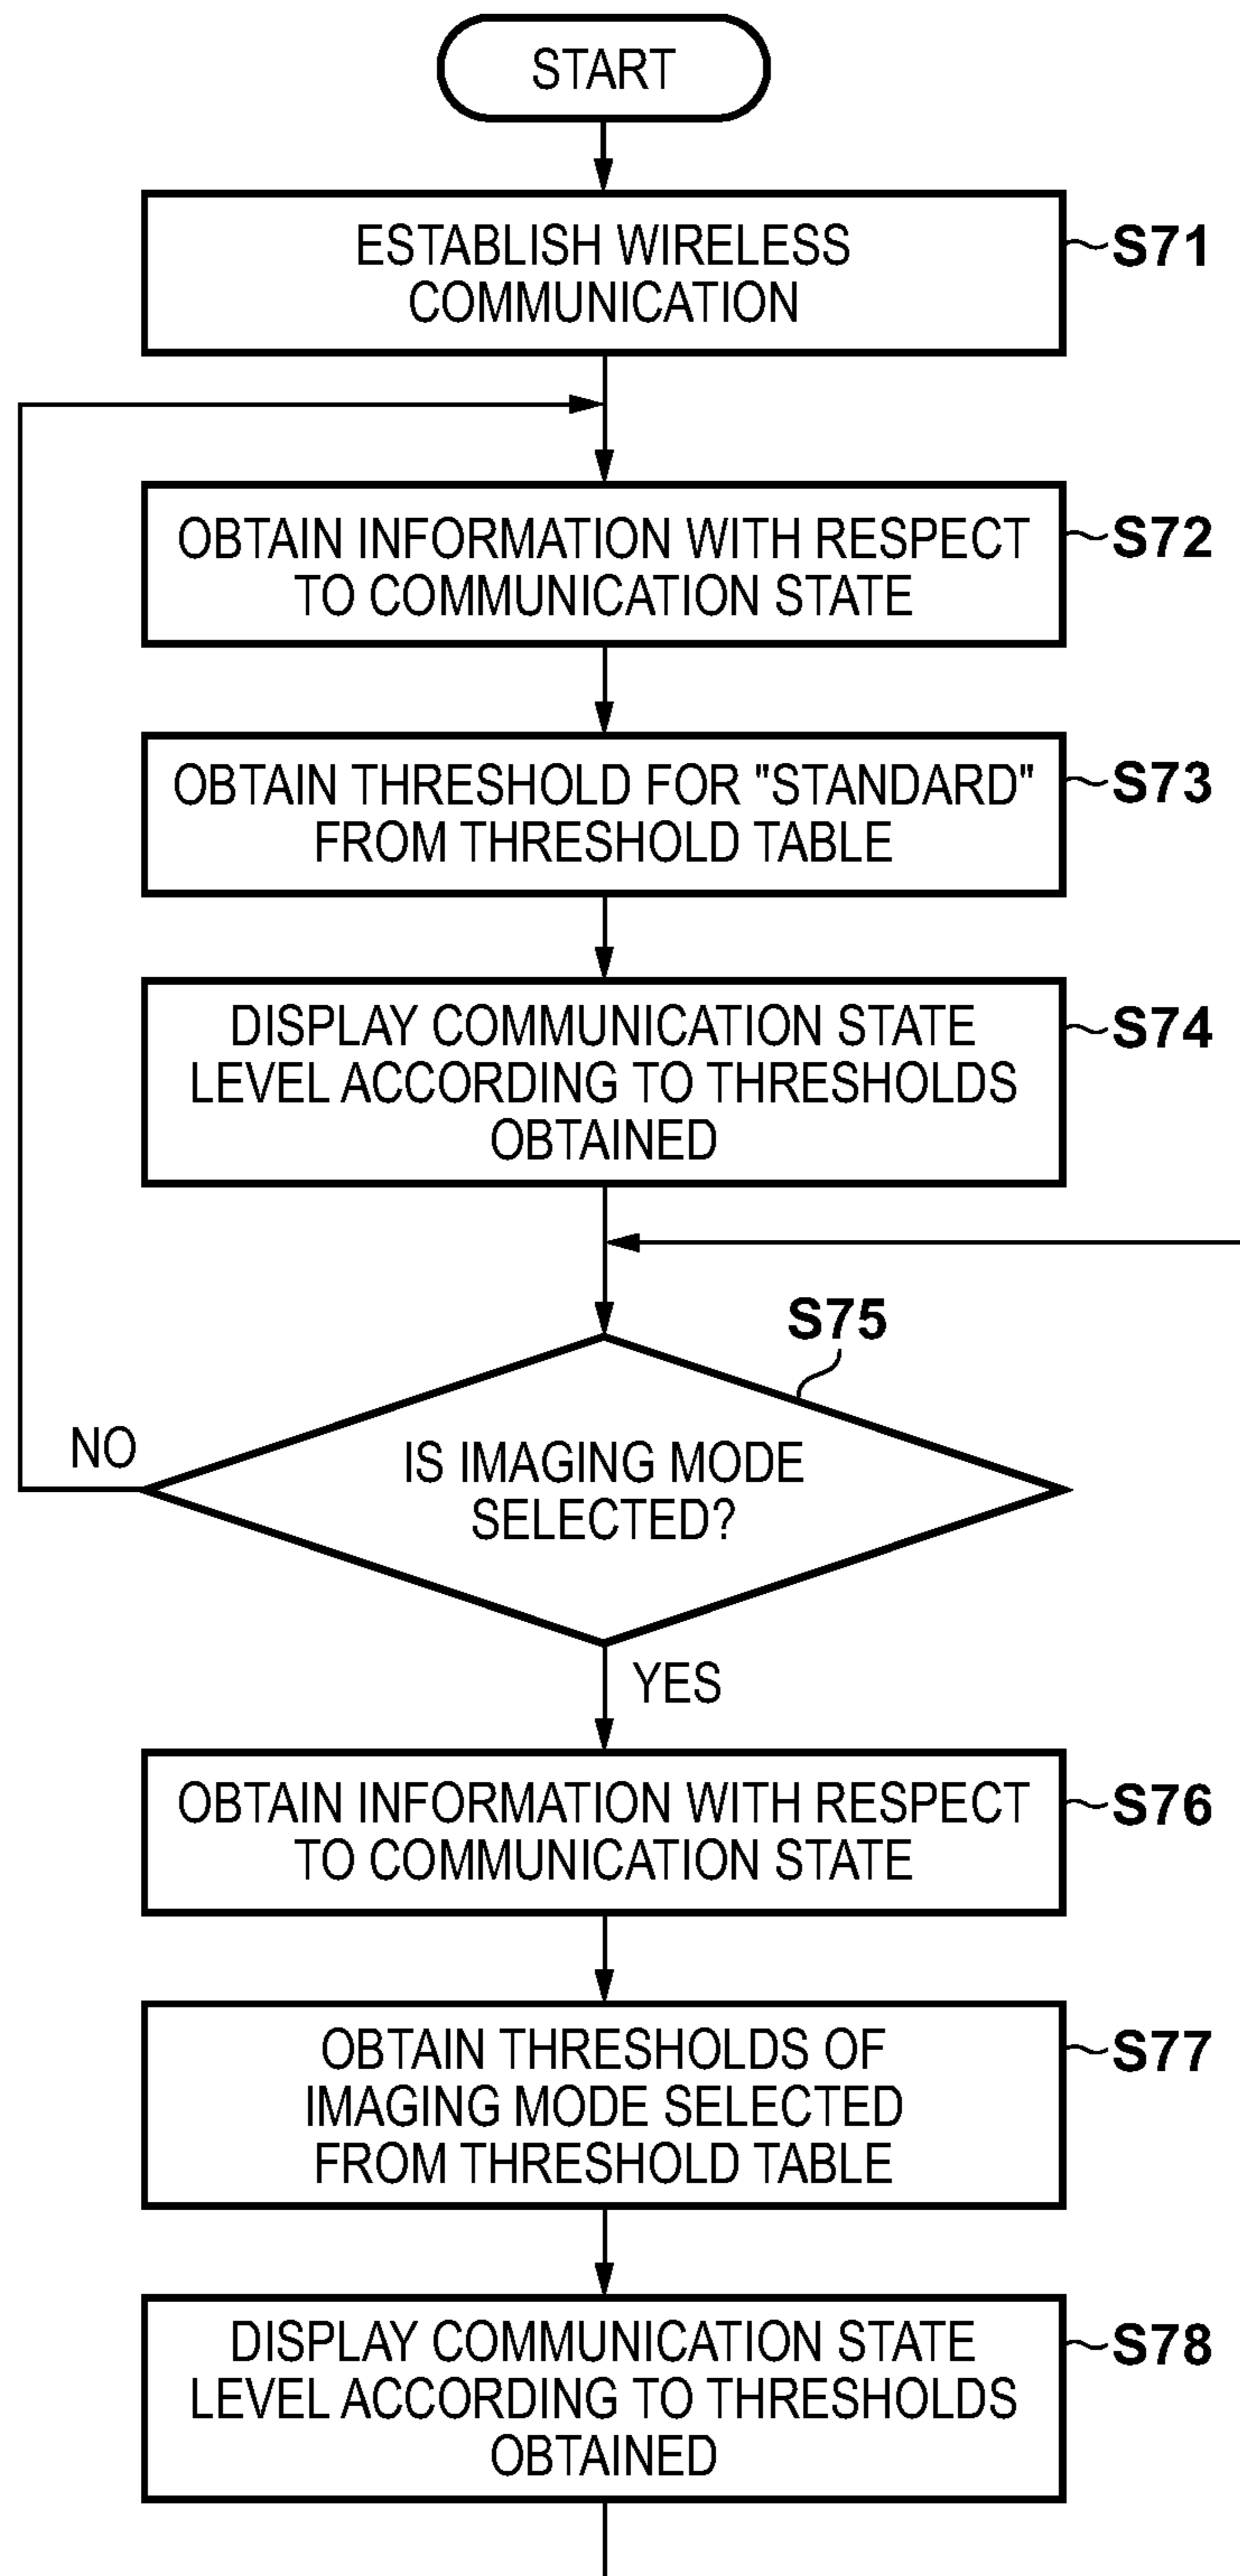 START
ESTABLISH WIRELESS
COMMUNICATION
S71
OBTAIN INFORMATION WITH RESPECT
TO COMMUNICATION STATE
S72
OBTAIN THRESHOLD FOR "STANDARD"
FROM THRESHOLD TABLE
S73
DISPLAY COMMUNICATION STATE
LEVEL ACCORDING TO THRESHOLDS
OBTAINED
S74
S75
NO
IS IMAGING MODE
SELECTED?
YES
OBTAIN INFORMATION WITH RESPECT
TO COMMUNICATION STATE
S76
OBTAIN THRESHOLDS OF
IMAGING MODE SELECTED
FROM THRESHOLD TABLE
S77
DISPLAY COMMUNICATION STATE
LEVEL ACCORDING TO THRESHOLDS
OBTAINED
S78